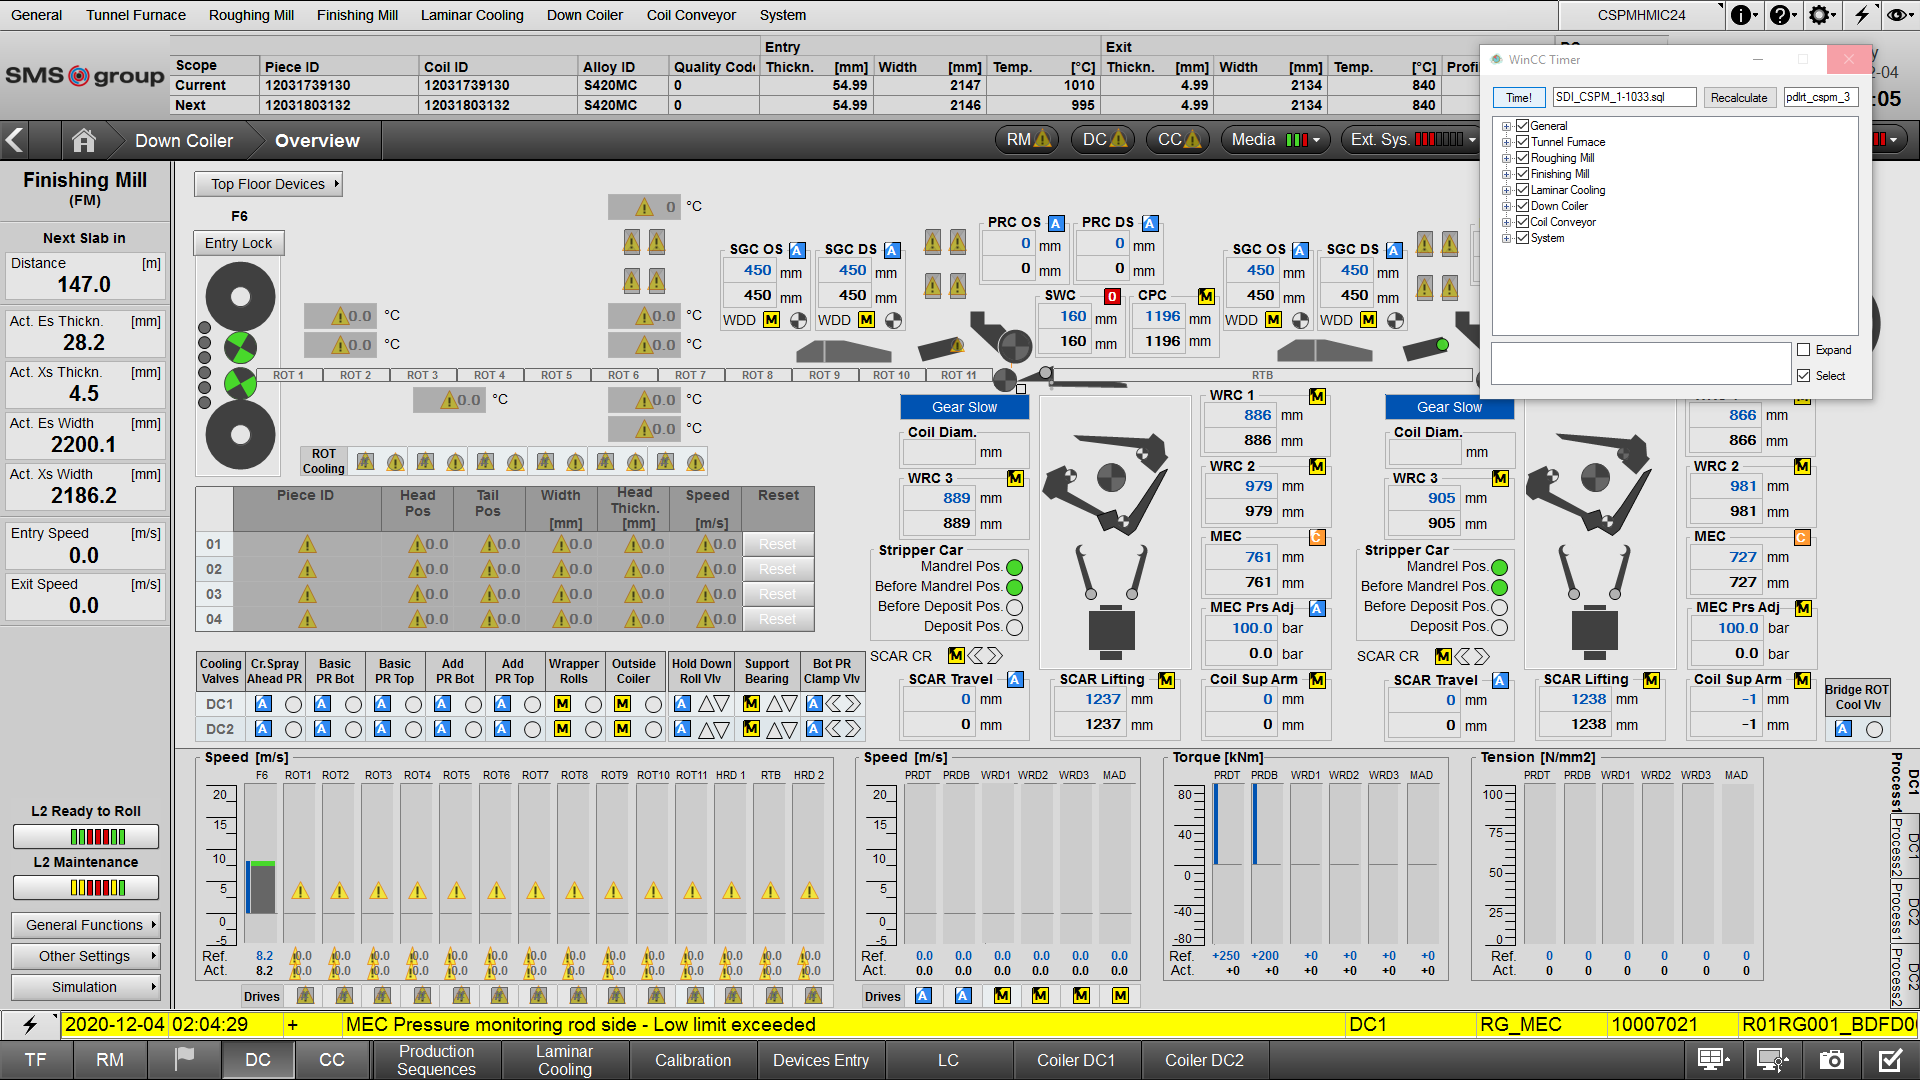 General Tunnel Furnace Roughing Mill Finishing Mill Laminar Cooling Down Coiler Coil Conveyor System CSPMHMIC24
SMS group
Entry Exit
Scope Piece ID Coil ID Alloy ID Quality Code Thickn. [mm] Width [mm] Temp. [°C] Thickn. [mm] Width [mm] Temp. [°C] Profi
Current 12031739130 12031739130 S420MC 0 54.99 2147 1010 4.99 2134 840
Next 12031803132 12031803132 S420MC 0 54.99 2146 995 4.99 2134 840
-04
:05
WinCC Timer
Time! SDI_CSPM_1-1033.sql Recalculate pdlrt_cspm_3
General
Tunnel Furnace
Roughing Mill
Finishing Mill
Laminar Cooling
Down Coiler
Coil Conveyor
System
Expand
Select
Down Coiler Overview RM DC CC Media Ext. Sys.
Finishing Mill
(FM)
Next Slab in
Distance [m]
147.0
Act. Es Thickn. [mm]
28.2
Act. Xs Thickn. [mm]
4.5
Act. Es Width [mm]
2200.1
Act. Xs Width [mm]
2186.2
Entry Speed [m/s]
0.0
Exit Speed [m/s]
0.0
L2 Ready to Roll
L2 Maintenance
General Functions
Other Settings
Simulation
Top Floor Devices
F6
Entry Lock
0 °C
0.0 °C 0.0 °C
0.0 °C 0.0 °C
0.0 °C 0.0 °C
0.0 °C
SGC OS A SGC DS A
450 mm 450 mm
450 mm 450 mm
WDD M WDD M
PRC OS A PRC DS A
0 mm 0 mm
0 mm 0 mm
SWC 0 CPC M
160 mm 1196 mm
160 mm 1196 mm
SGC OS A SGC DS A
450 mm 450 mm
450 mm 450 mm
WDD M WDD M
ROT 1 ROT 2 ROT 3 ROT 4 ROT 5 ROT 6 ROT 7 ROT 8 ROT 9 ROT 10 ROT 11 RTB
ROT
Cooling
Piece ID Head Pos Tail Pos Width [mm] Head Thickn. [mm] Speed [m/s] Reset
01 0.0 0.0 0.0 0.0 0.0 Reset
02 0.0 0.0 0.0 0.0 0.0 Reset
03 0.0 0.0 0.0 0.0 0.0 Reset
04 0.0 0.0 0.0 0.0 0.0 Reset
Gear Slow
Coil Diam.
mm
WRC 3 M
889 mm
889 mm
Stripper Car
Mandrel Pos.
Before Mandrel Pos.
Before Deposit Pos.
Deposit Pos.
SCAR CR M
SCAR Travel A
0 mm
0 mm
SCAR Lifting M
1237 mm
1237 mm
WRC 1 M
886 mm
886 mm
WRC 2 M
979 mm
979 mm
MEC C
761 mm
761 mm
MEC Prs Adj A
100.0 bar
0.0 bar
Coil Sup Arm M
0 mm
0 mm
Gear Slow
Coil Diam.
mm
WRC 3 M
905 mm
905 mm
Stripper Car
Mandrel Pos.
Before Mandrel Pos.
Before Deposit Pos.
Deposit Pos.
SCAR CR M
SCAR Travel A
0 mm
0 mm
SCAR Lifting M
1238 mm
1238 mm
866 mm
866 mm
WRC 2 M
981 mm
981 mm
MEC C
727 mm
727 mm
MEC Prs Adj M
100.0 bar
0.0 bar
Coil Sup Arm M
-1 mm
-1 mm
Bridge ROT
Cool Vlv
A
Cooling Valves Cr.Spray Ahead PR Basic PR Bot Basic PR Top Add PR Bot Add PR Top Wrapper Rolls Outside Coiler Hold Down Roll Vlv Support Bearing Bot PR Clamp Vlv
DC1 A A A A A M M A M A
DC2 A A A A A M M A M A
Speed [m/s]
F6 ROT1 ROT2 ROT3 ROT4 ROT5 ROT6 ROT7 ROT8 ROT9 ROT10 ROT11 HRD 1 RTB HRD 2
20
15
10
5
0
-5
Ref. 8.2 0.0 0.0 0.0 0.0 0.0 0.0 0.0 0.0 0.0 0.0 0.0 0.0 0.0 0.0
Act. 8.2 0.0 0.0 0.0 0.0 0.0 0.0 0.0 0.0 0.0 0.0 0.0 0.0 0.0 0.0
Drives
Speed [m/s]
PRDT PRDB WRD1 WRD2 WRD3 MAD
20
15
10
5
0
-5
Ref. 0.0 0.0 0.0 0.0 0.0 0.0
Act. 0.0 0.0 0.0 0.0 0.0 0.0
Drives A A M M M M
Torque [kNm]
PRDT PRDB WRD1 WRD2 WRD3 MAD
80
40
0
-40
-80
Ref. +250 +200 +0 +0 +0 +0
Act. +0 +0 +0 +0 +0 +0
Tension [N/mm2]
PRDT PRDB WRD1 WRD2 WRD3 MAD
100
75
50
25
0
Ref. 0 0 0 0 0 0
Act. 0 0 0 0 0 0
DC1 Process1
DC1 Process2
DC2 Process1
DC2 Process2
2020-12-04 02:04:29 + MEC Pressure monitoring rod side - Low limit exceeded DC1 RG_MEC 10007021
TF RM DC CC Production Sequences Laminar Cooling Calibration Devices Entry LC Coiler DC1 Coiler DC2